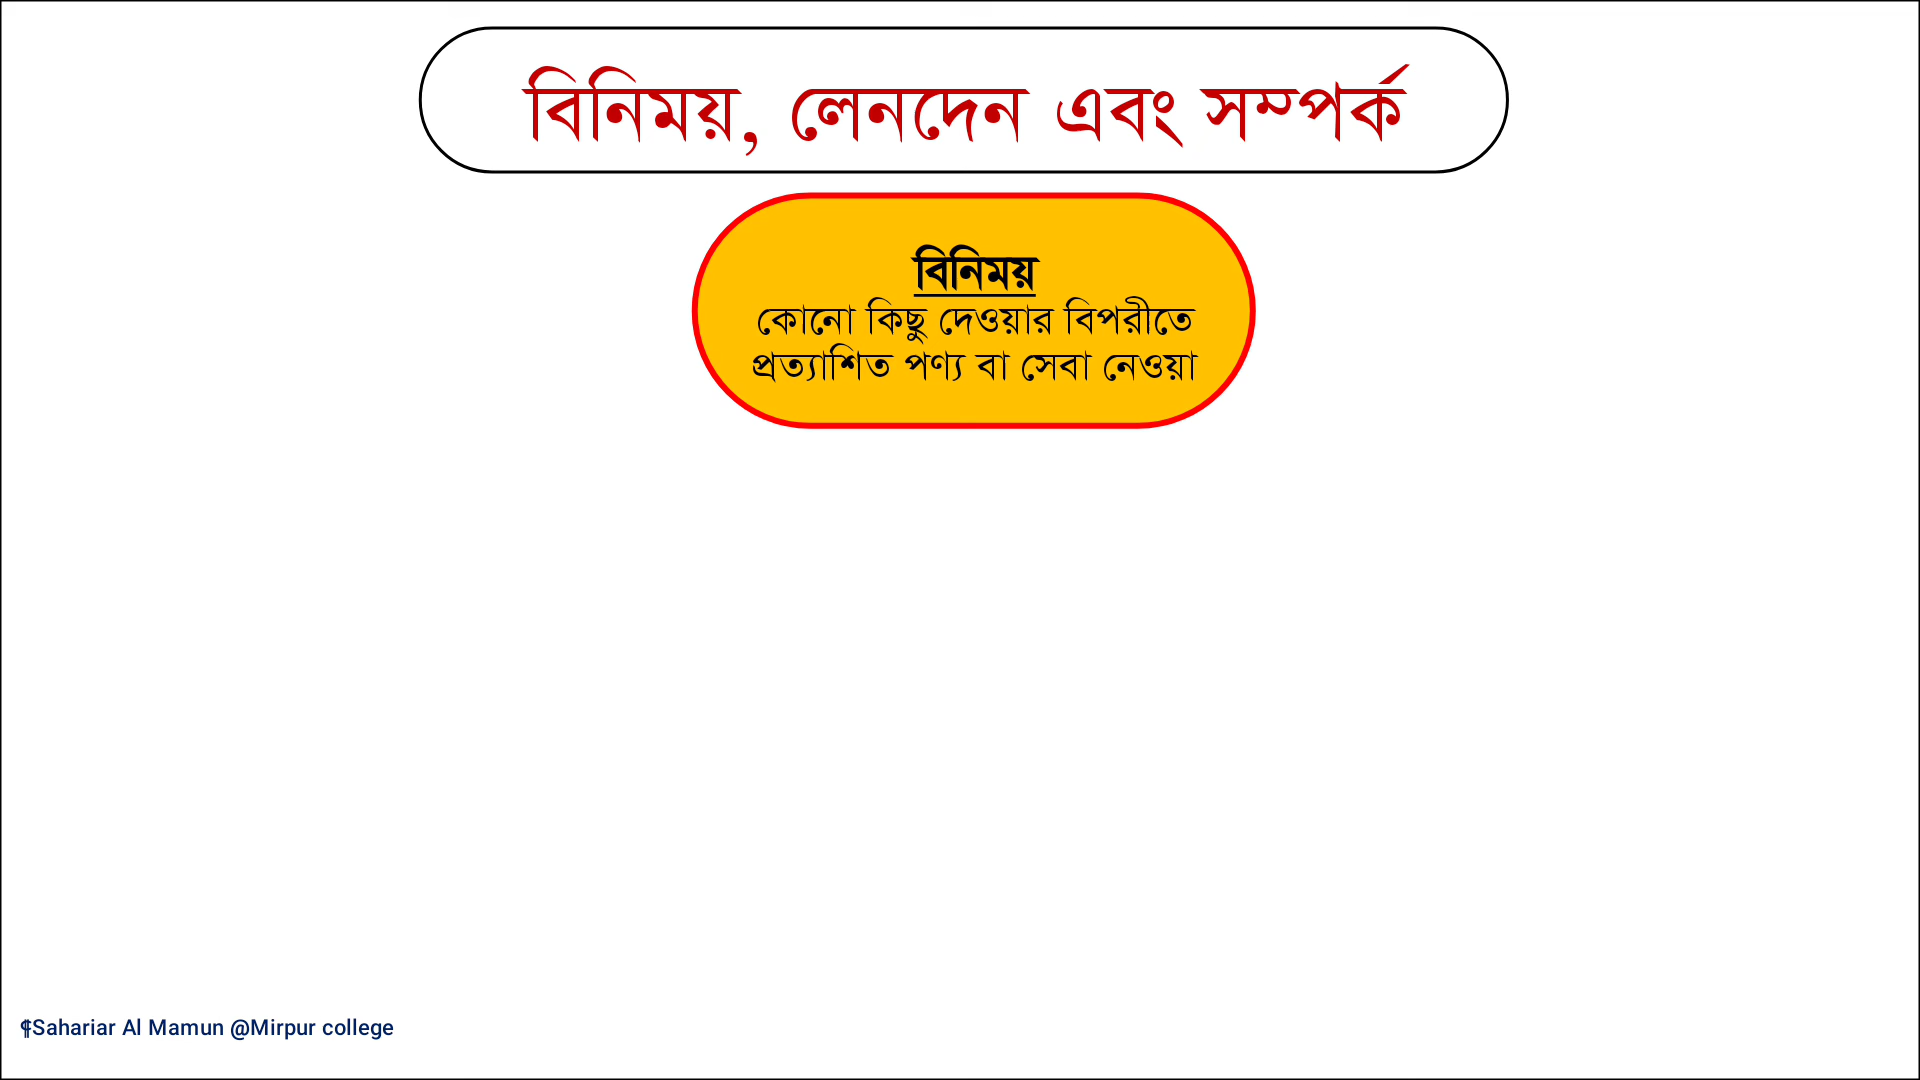 বিনিময়, লেনদেন এবং সম্পর্ক
বিনিময়
কোনো কিছু দেওয়ার বিপরীতে
প্রত্যাশিত পণ্য বা সেবা নেওয়া
Sahariar Al Mamun @Mirpur college